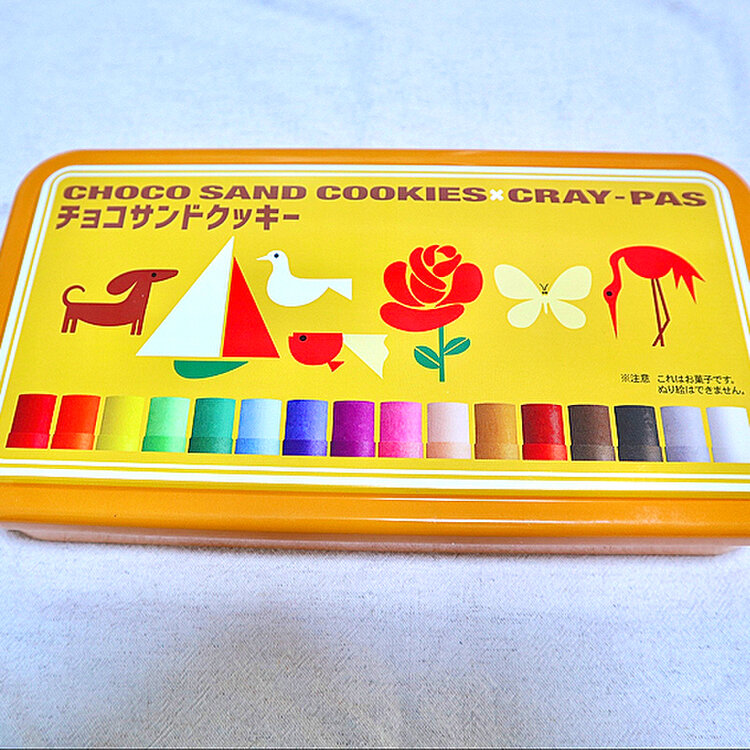 CHOCO SAND COOKIES×CRAY-PAS
チョコサンドクッキー
※注意 これはお菓子です。
ぬり絵はできません。